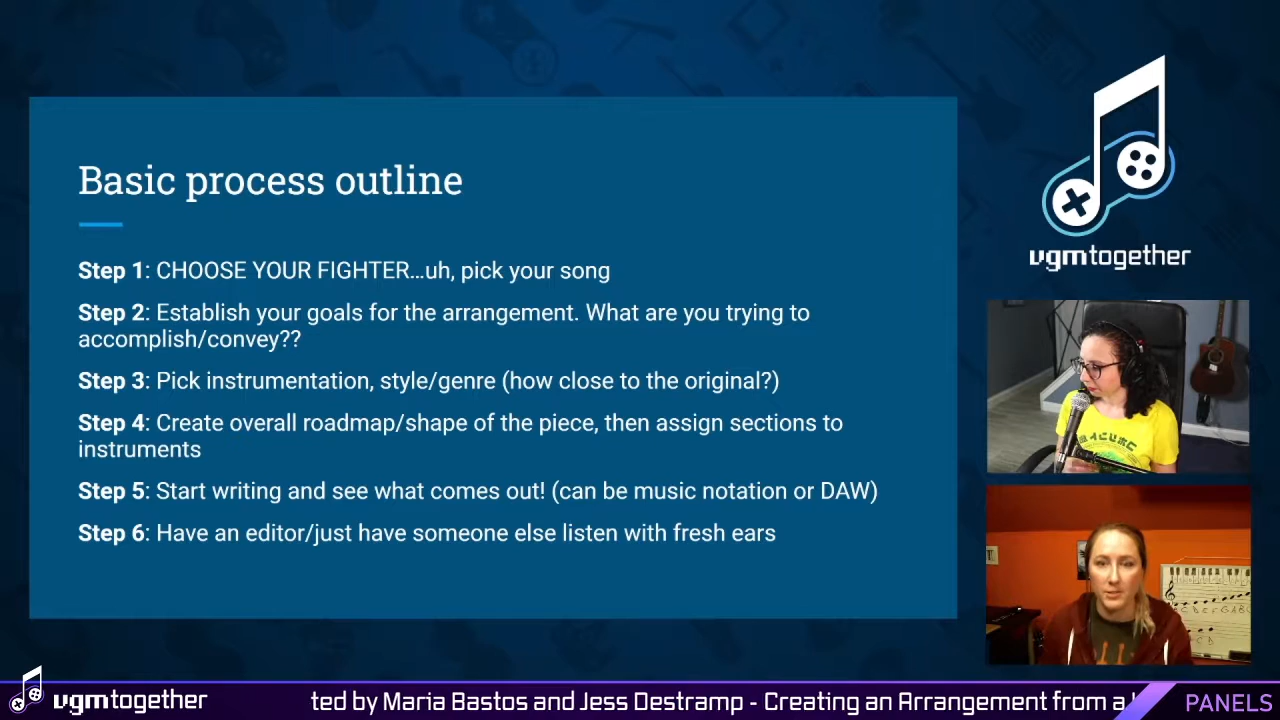 Basic process outline
Step 1: CHOOSE YOUR FIGHTER...uh, pick your song
Step 2: Establish your goals for the arrangement. What are you trying to
accomplish/convey??
Step 3: Pick instrumentation, style/genre (how close to the original?)
Step 4: Create overall roadmap/shape of the piece, then assign sections to
instruments
Step 5: Start writing and see what comes out! (can be music notation or DAW)
Step 6: Have an editor/just have someone else listen with fresh ears
vgmtogether
vgmtogether
ted by Maria Bastos and Jess Destramp - Creating an Arrangement from a
PANELS